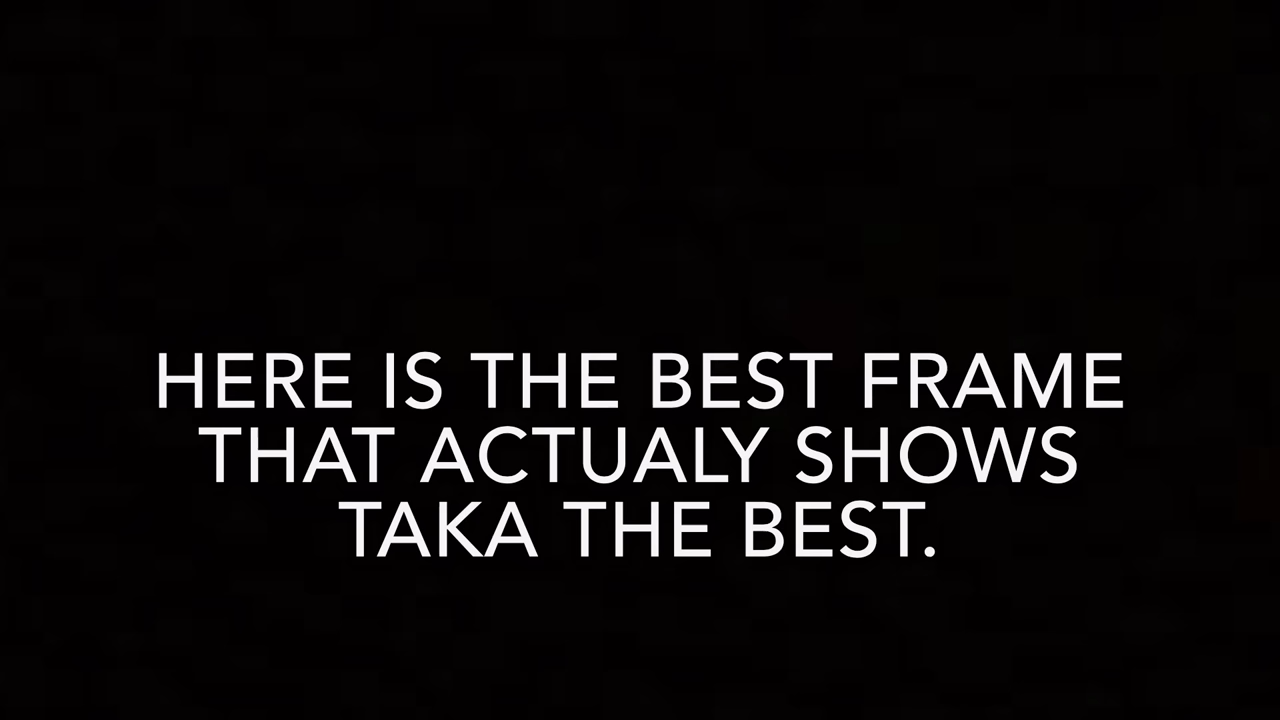 HERE IS THE BEST FRAME
THAT ACTUALY SHOWS
TAKA THE BEST.